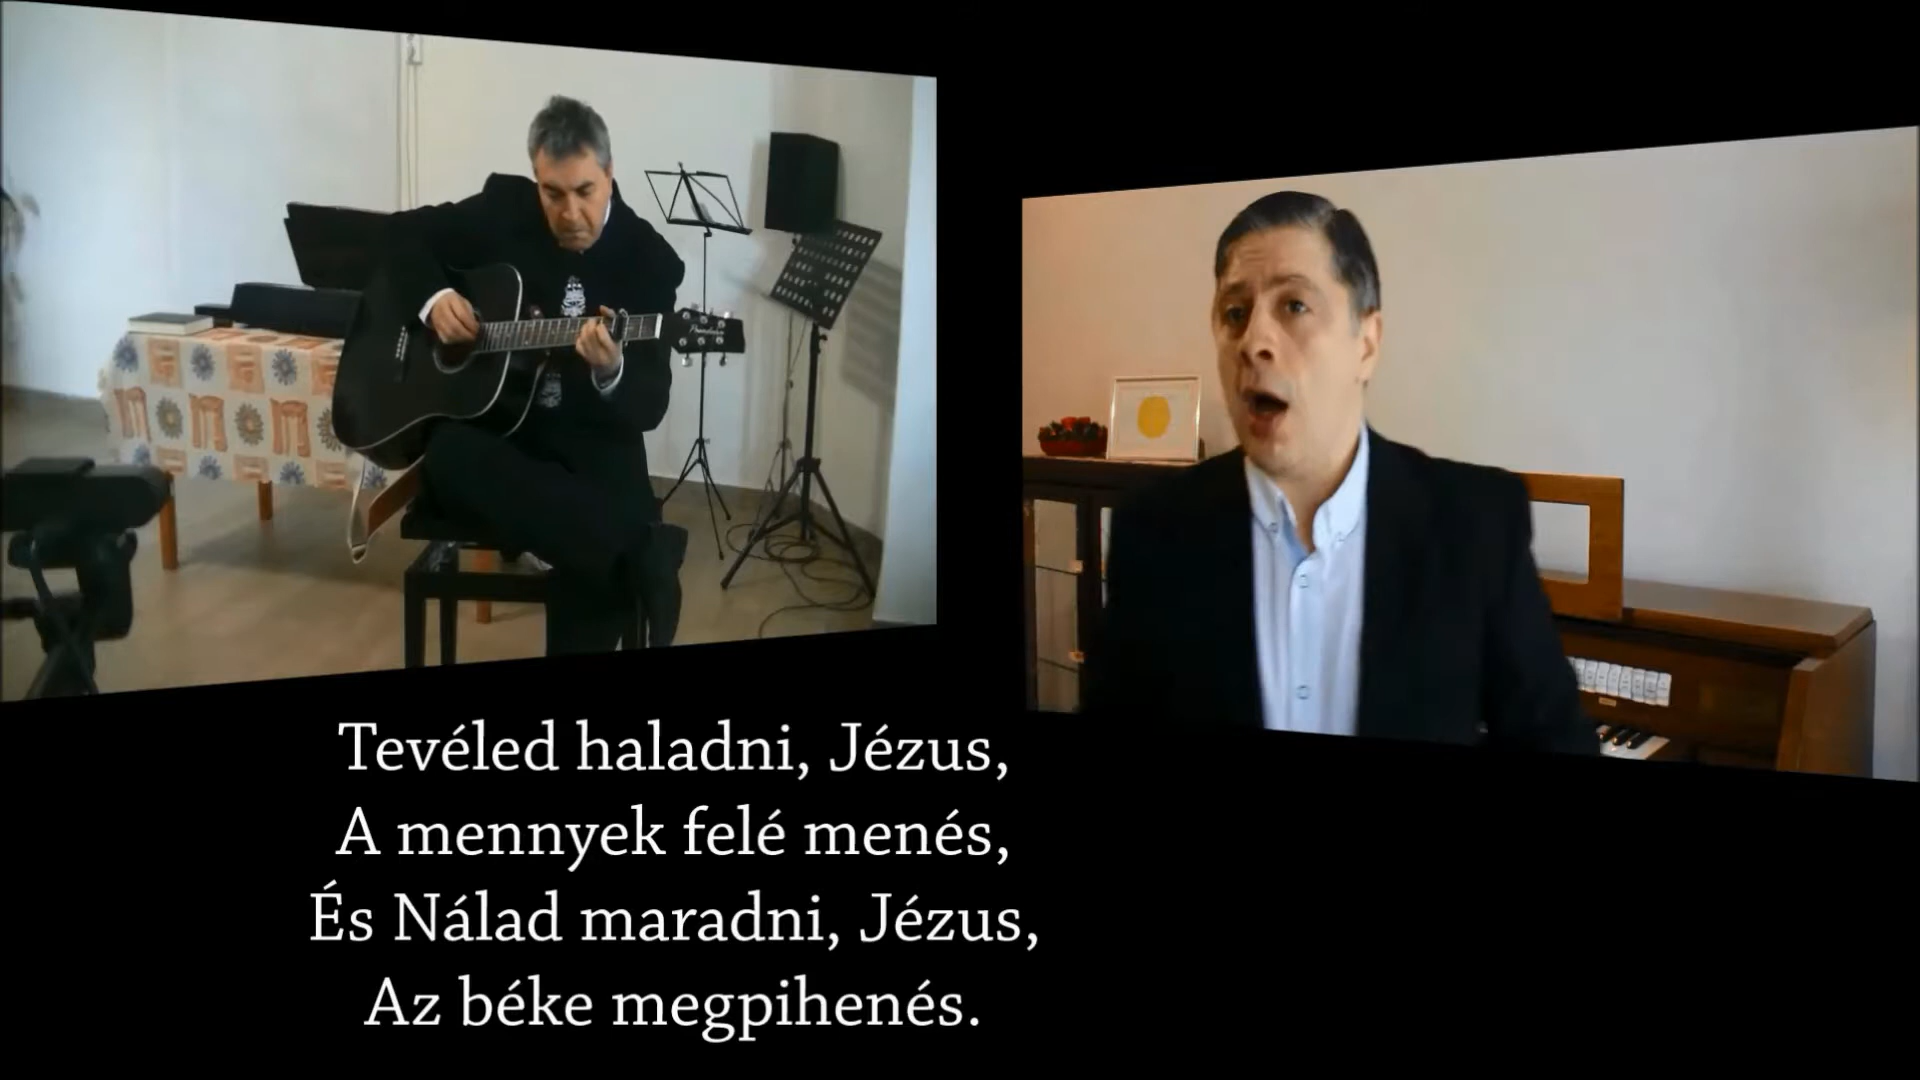 Tevéled haladni, Jézus,
A mennyek felé menés,
És Nálad maradni, Jézus,
Az béke megpihenés.